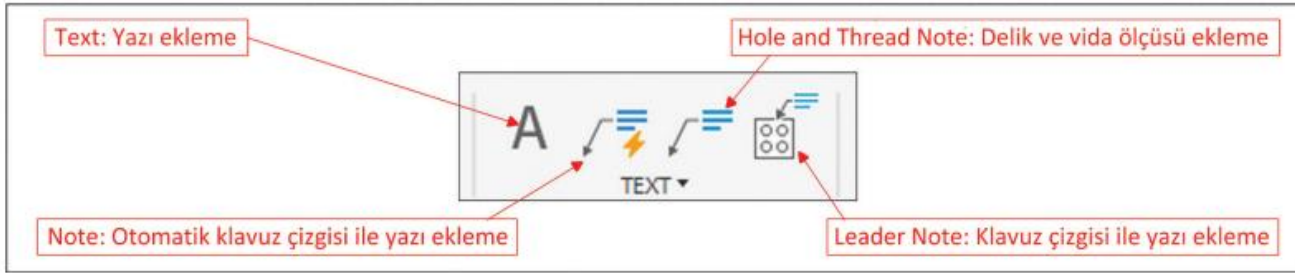 Text: Yazı ekleme
Hole and Thread Note: Delik ve vida ölçüsü ekleme
A
TEXT
Note: Otomatik klavuz çizgisi ile yazı ekleme
Leader Note: Klavuz çizgisi ile yazı ekleme